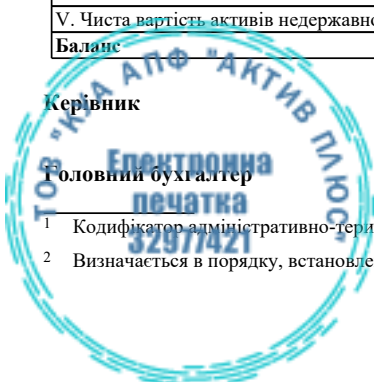 V. Чиста вартість активів недержавно
Баланс
Керівник
Головний бухгалтер
ТОВ "КУА АПФ "АКТИВ ПЛЮС"
Електронна
печатка
32977421
1 Кодифікатор адміністративно-тери
2 Визначається в порядку, встановле